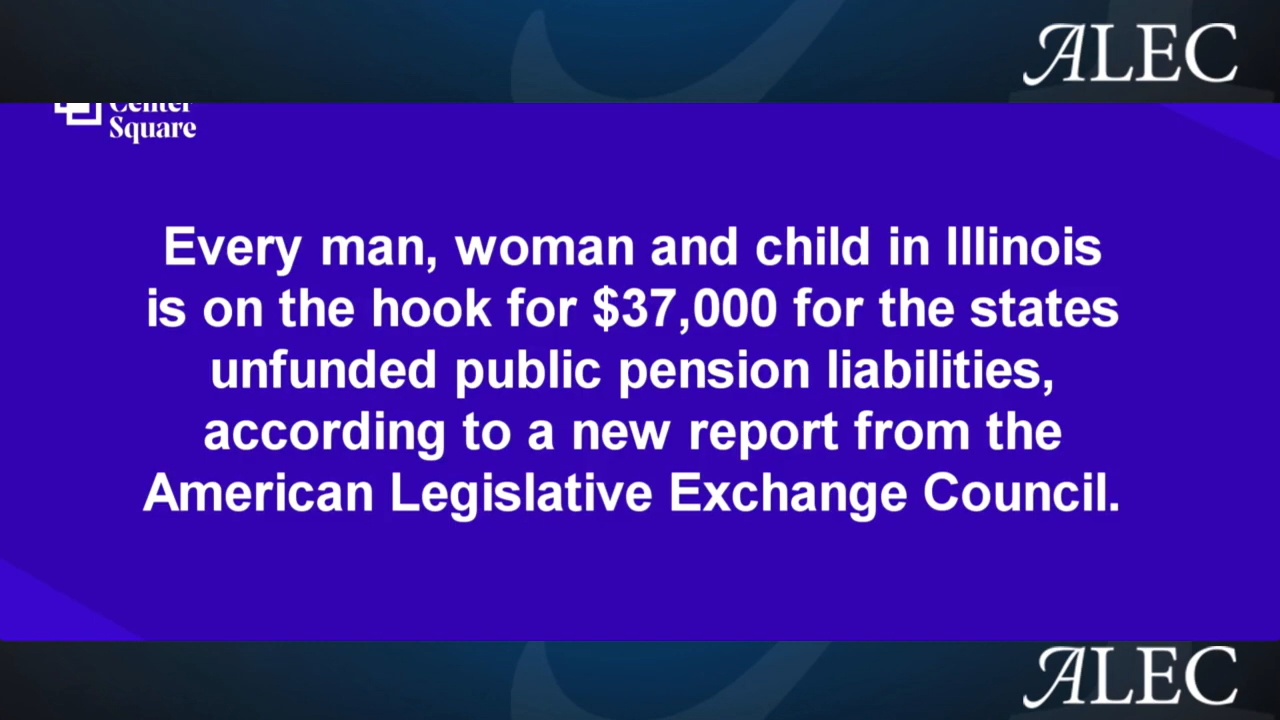 ALEC
Center
Square
Every man, woman and child in Illinois
is on the hook for $37,000 for the states
unfunded public pension liabilities,
according to a new report from the
American Legislative Exchange Council.
ALEC